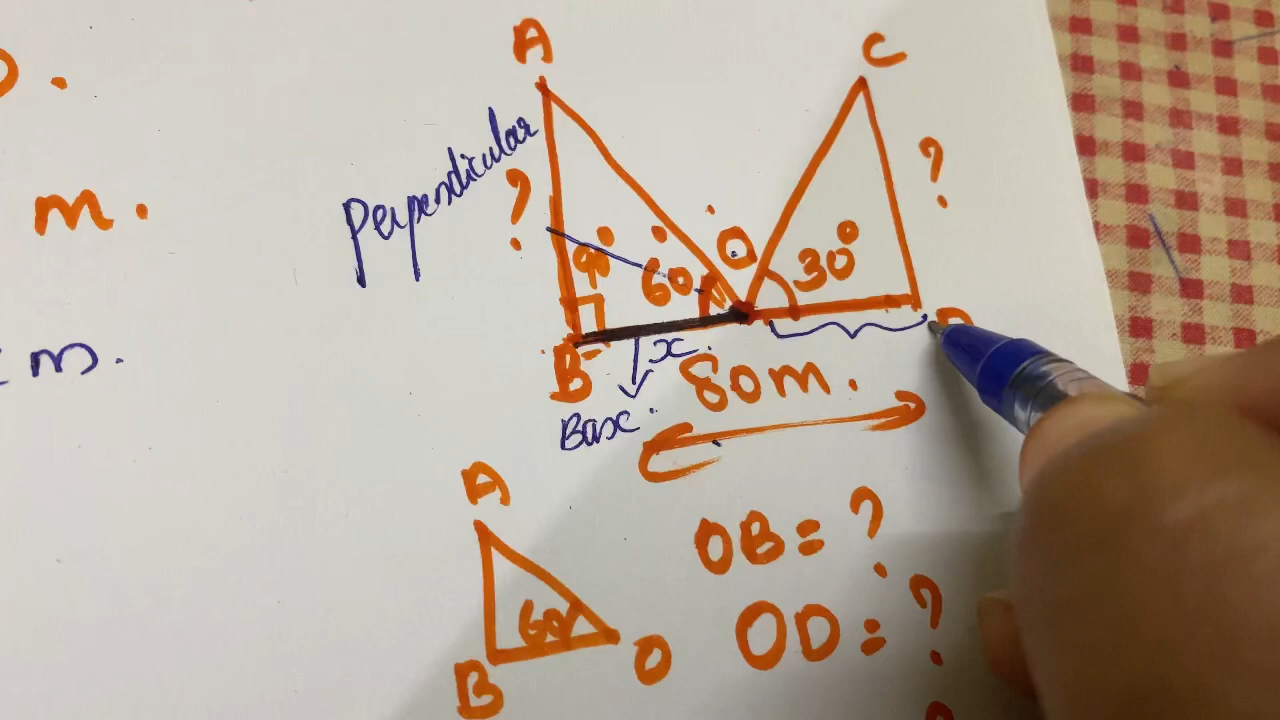 D.
m.
m.
A
C
Perpendicular
?
?
90°
60°
O
30°
B
x.
80m.
Base.
A
60°
B
O
OB = ?
OD = ?